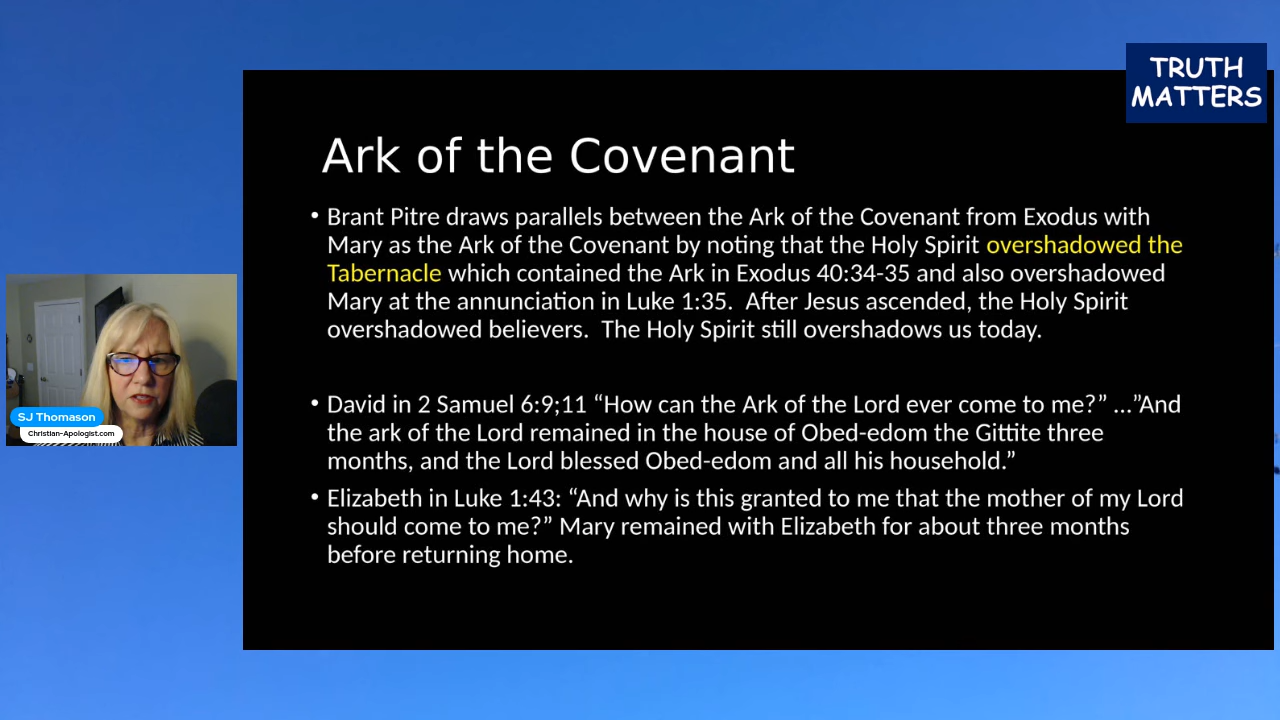 TRUTH
MATTERS
Ark of the Covenant
• Brant Pitre draws parallels between the Ark of the Covenant from Exodus with
Mary as the Ark of the Covenant by noting that the Holy Spirit overshadowed the
Tabernacle which contained the Ark in Exodus 40:34-35 and also overshadowed
Mary at the annunciation in Luke 1:35.  After Jesus ascended, the Holy Spirit
overshadowed believers.  The Holy Spirit still overshadows us today.
• David in 2 Samuel 6:9;11 “How can the Ark of the Lord ever come to me?” …”And
the ark of the Lord remained in the house of Obed-edom the Gittite three
months, and the Lord blessed Obed-edom and all his household.”
• Elizabeth in Luke 1:43: “And why is this granted to me that the mother of my Lord
should come to me?” Mary remained with Elizabeth for about three months
before returning home.
SJ Thomason
Christian-Apologist.com